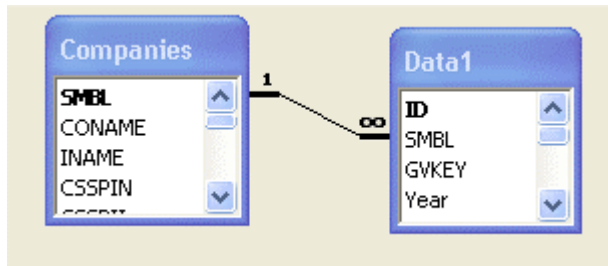 Companies
SMBL
CONAME
INAME
CSSPIN
1
∞
Data1
ID
SMBL
GVKEY
Year